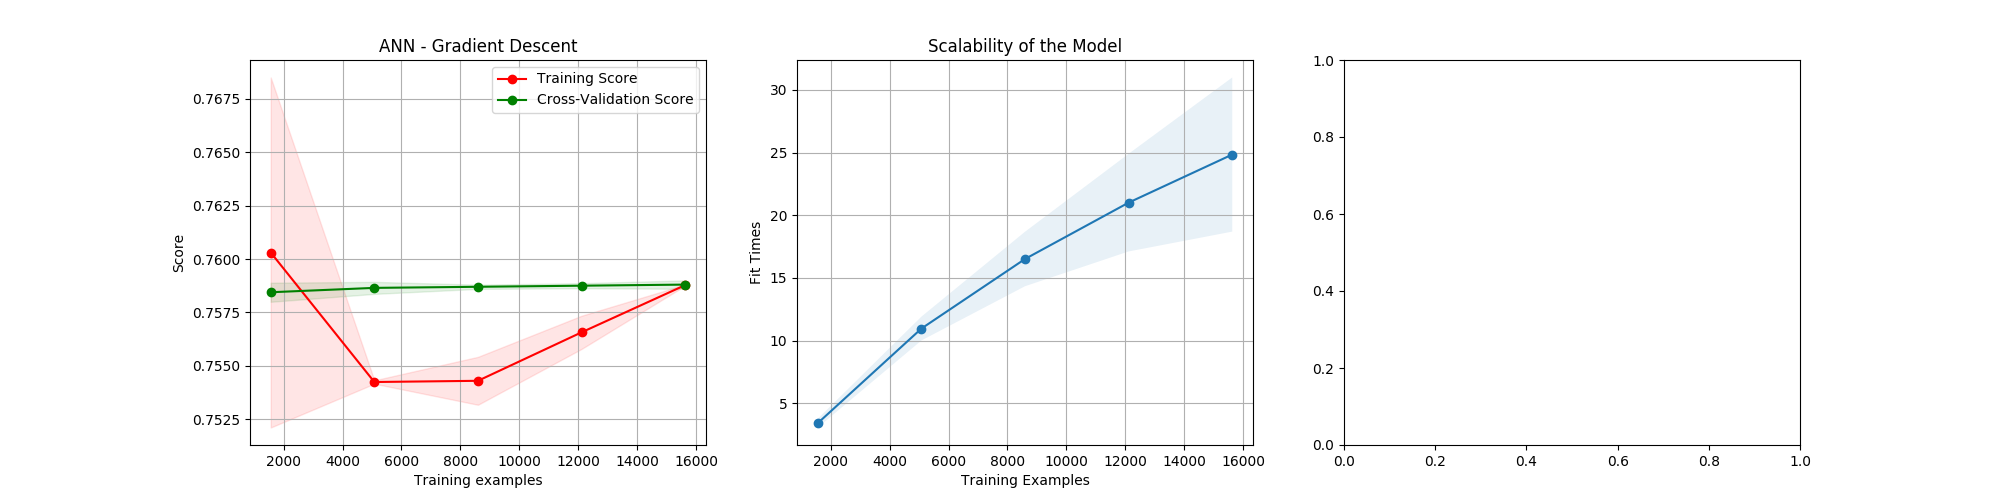 ANN - Gradient Descent
Training Score
Cross-Validation Score
Score
0.7675
0.7650
0.7625
0.7600
0.7575
0.7550
0.7525
2000 4000 6000 8000 10000 12000 14000 16000
Training examples
Scalability of the Model
Fit Times
30
25
20
15
10
5
2000 4000 6000 8000 10000 12000 14000 16000
Training Examples
1.0
0.8
0.6
0.4
0.2
0.0
0.0 0.2 0.4 0.6 0.8 1.0